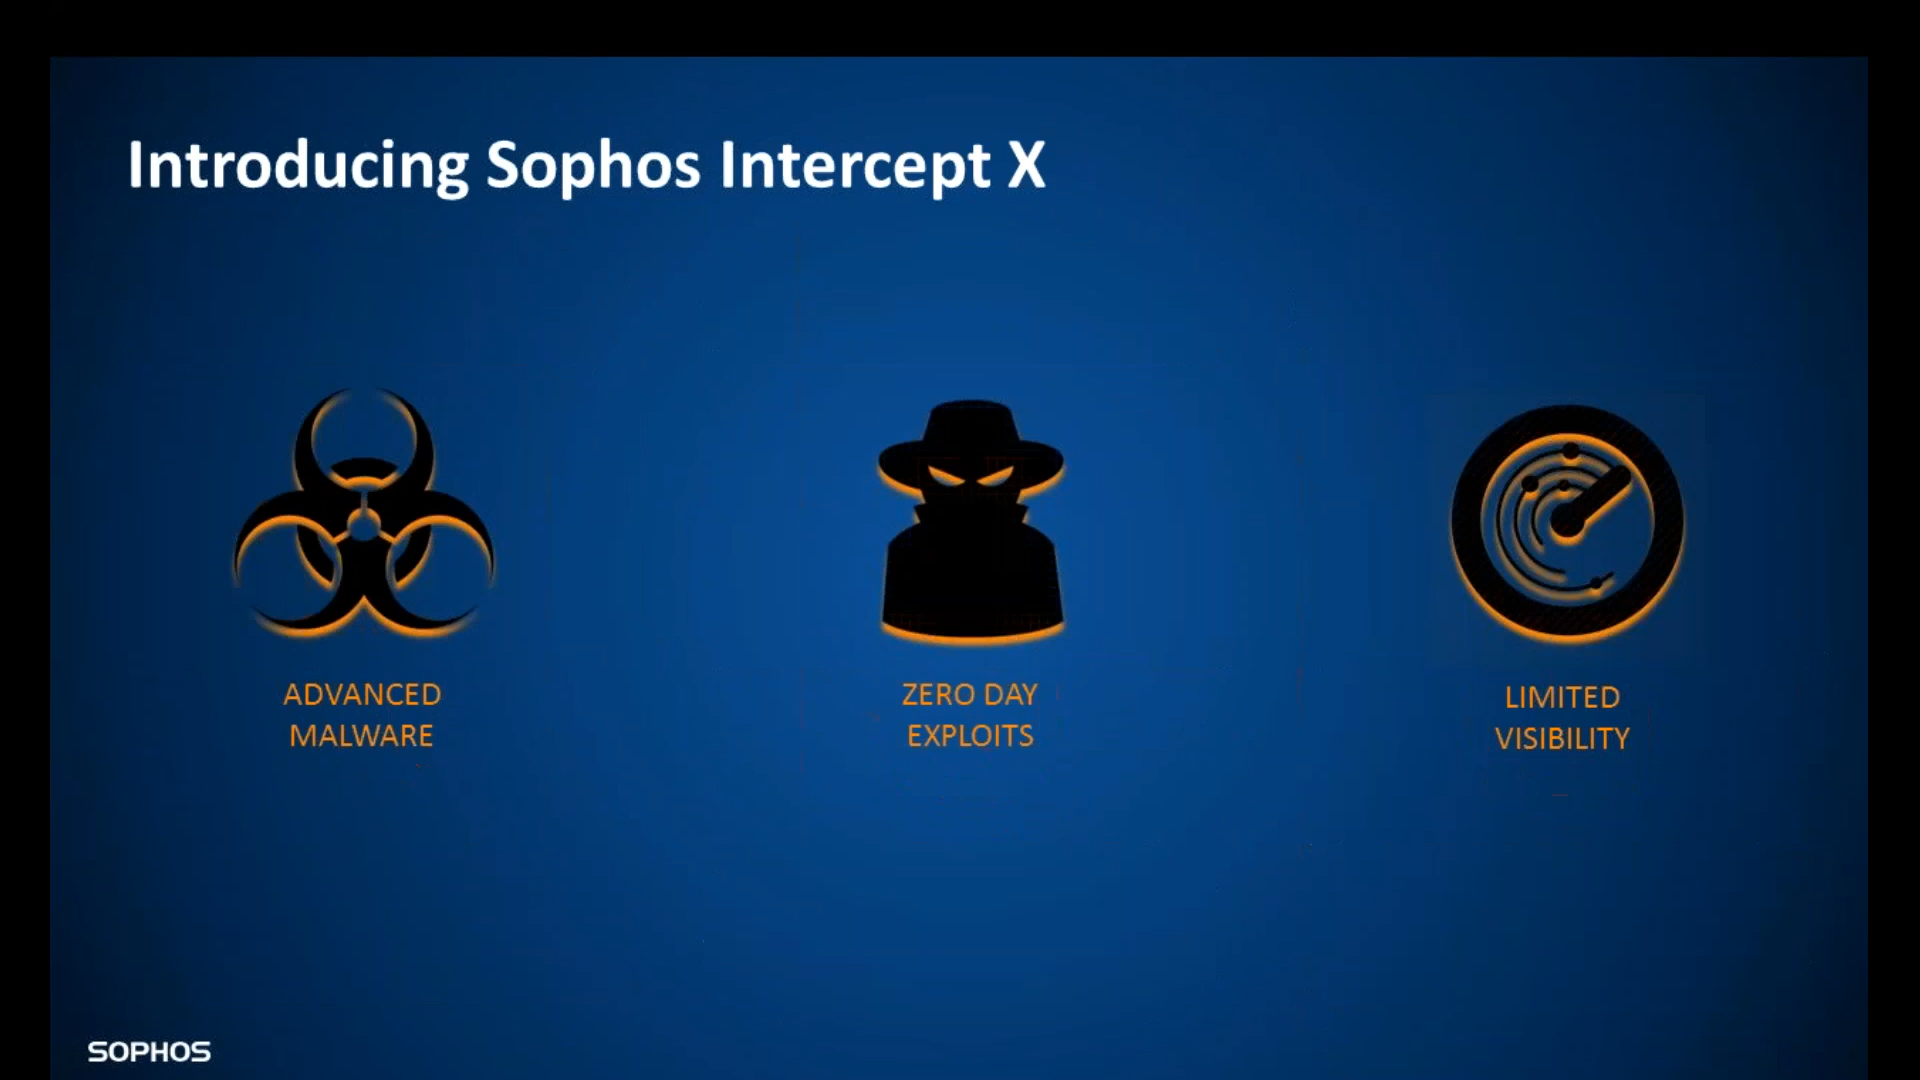 Introducing Sophos Intercept X
ADVANCED
MALWARE
ZERO DAY
EXPLOITS
LIMITED
VISIBILITY
SOPHOS